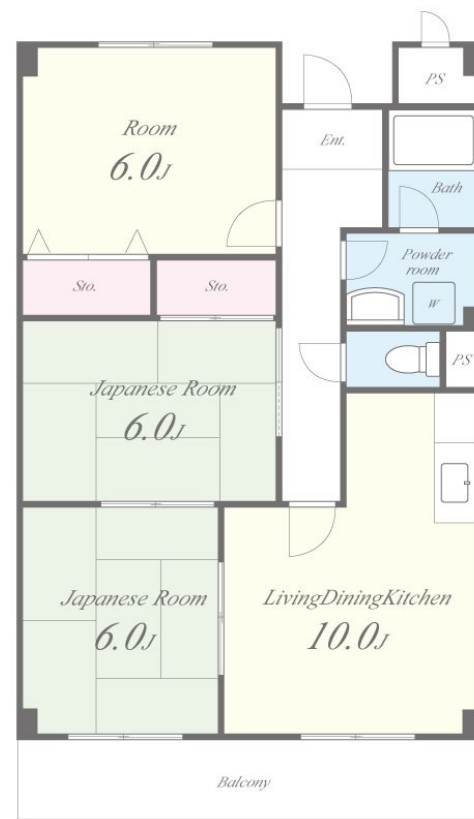 PS
Room
6.0J
Ent.
Bath
Powder
room
W
Sto.
Sto.
PS
Japanese Room
6.0J
Japanese Room
6.0J
LivingDiningKitchen
10.0J
Balcony